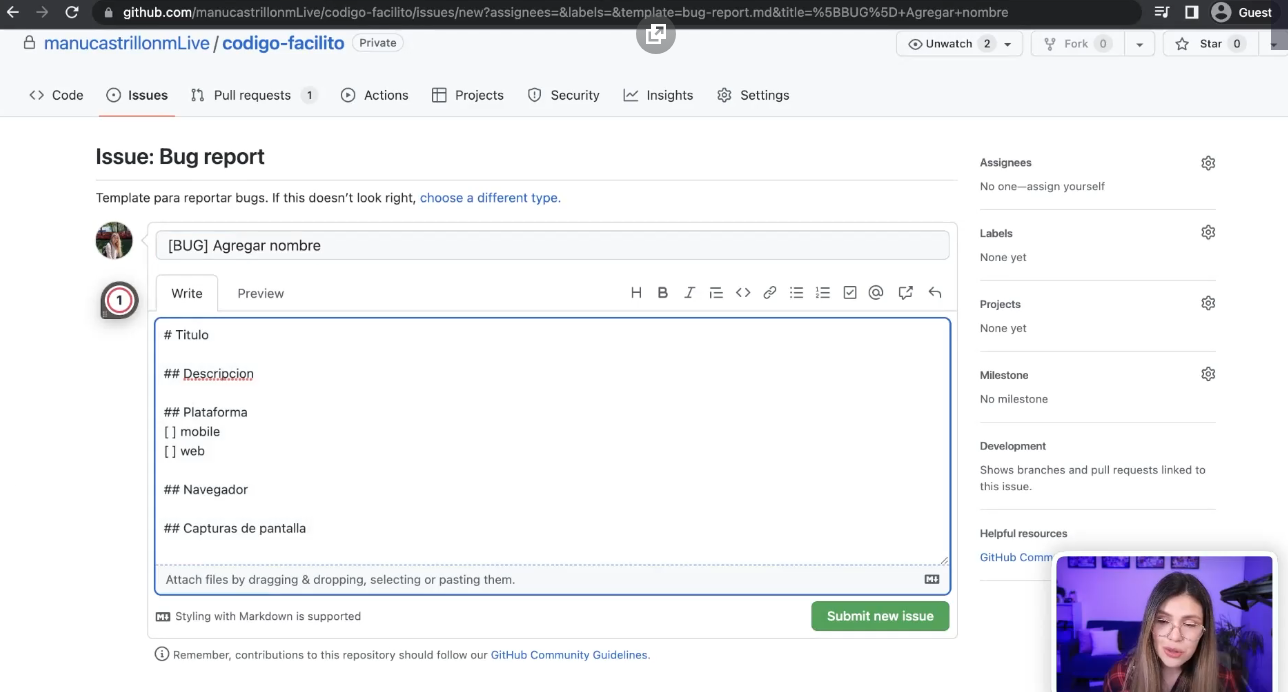 github.com/manucastrillonmLive/codigo-facilito/issues/new?assignees=&labels=&template=bug-report.md&title=%5BBUG%5D+Agregar+nombre
Guest
manucastrillonmLive / codigo-facilito Private
Unwatch 2 Fork 0 Star 0
Code Issues Pull requests 1 Actions Projects Security Insights Settings
Issue: Bug report
Template para reportar bugs. If this doesn't look right, choose a different type.
[BUG] Agregar nombre
1
Write Preview
# Titulo
## Descripcion
## Plataforma
[ ] mobile
[ ] web
## Navegador
## Capturas de pantalla
Attach files by dragging & dropping, selecting or pasting them.
Styling with Markdown is supported
Submit new issue
Remember, contributions to this repository should follow our GitHub Community Guidelines.
Assignees
No one—assign yourself
Labels
None yet
Projects
None yet
Milestone
No milestone
Development
Shows branches and pull requests linked to
this issue.
Helpful resources
GitHub Comm